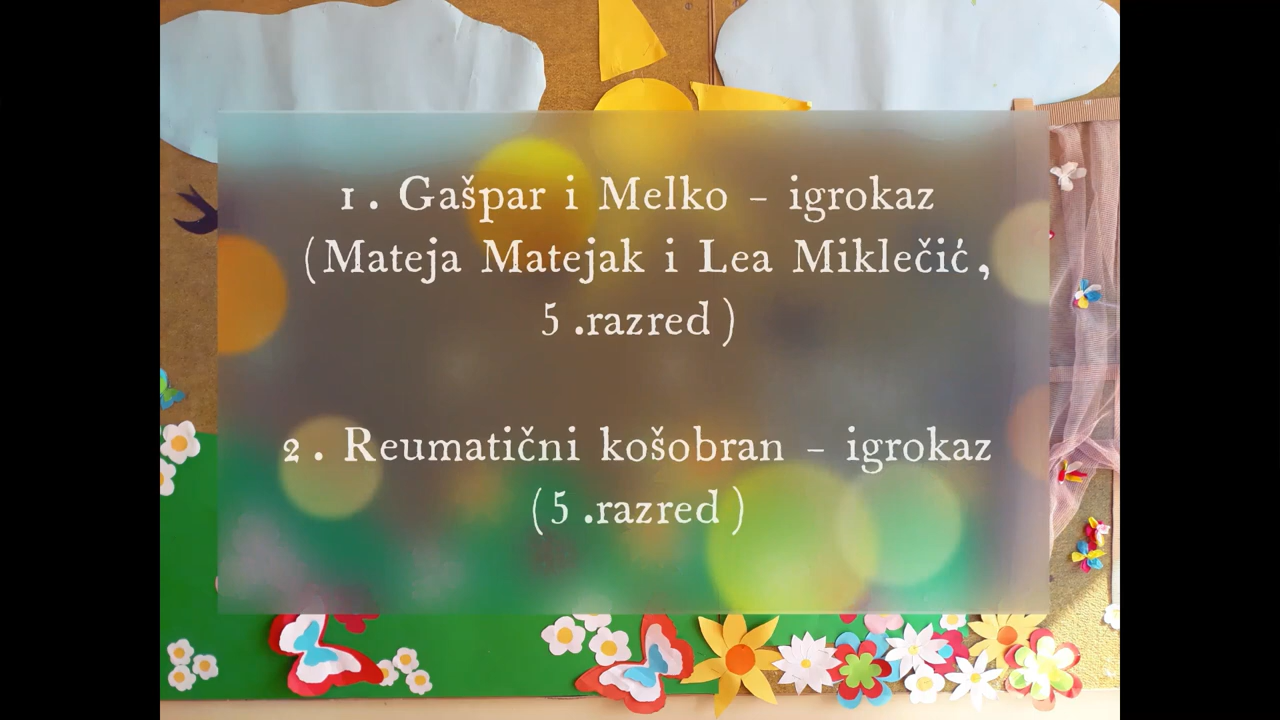 1. Gašpar i Melko - igrokaz
(Mateja Matejak i Lea Miklečić,
5.razred)
2. Reumatični košobran - igrokaz
(5.razred)